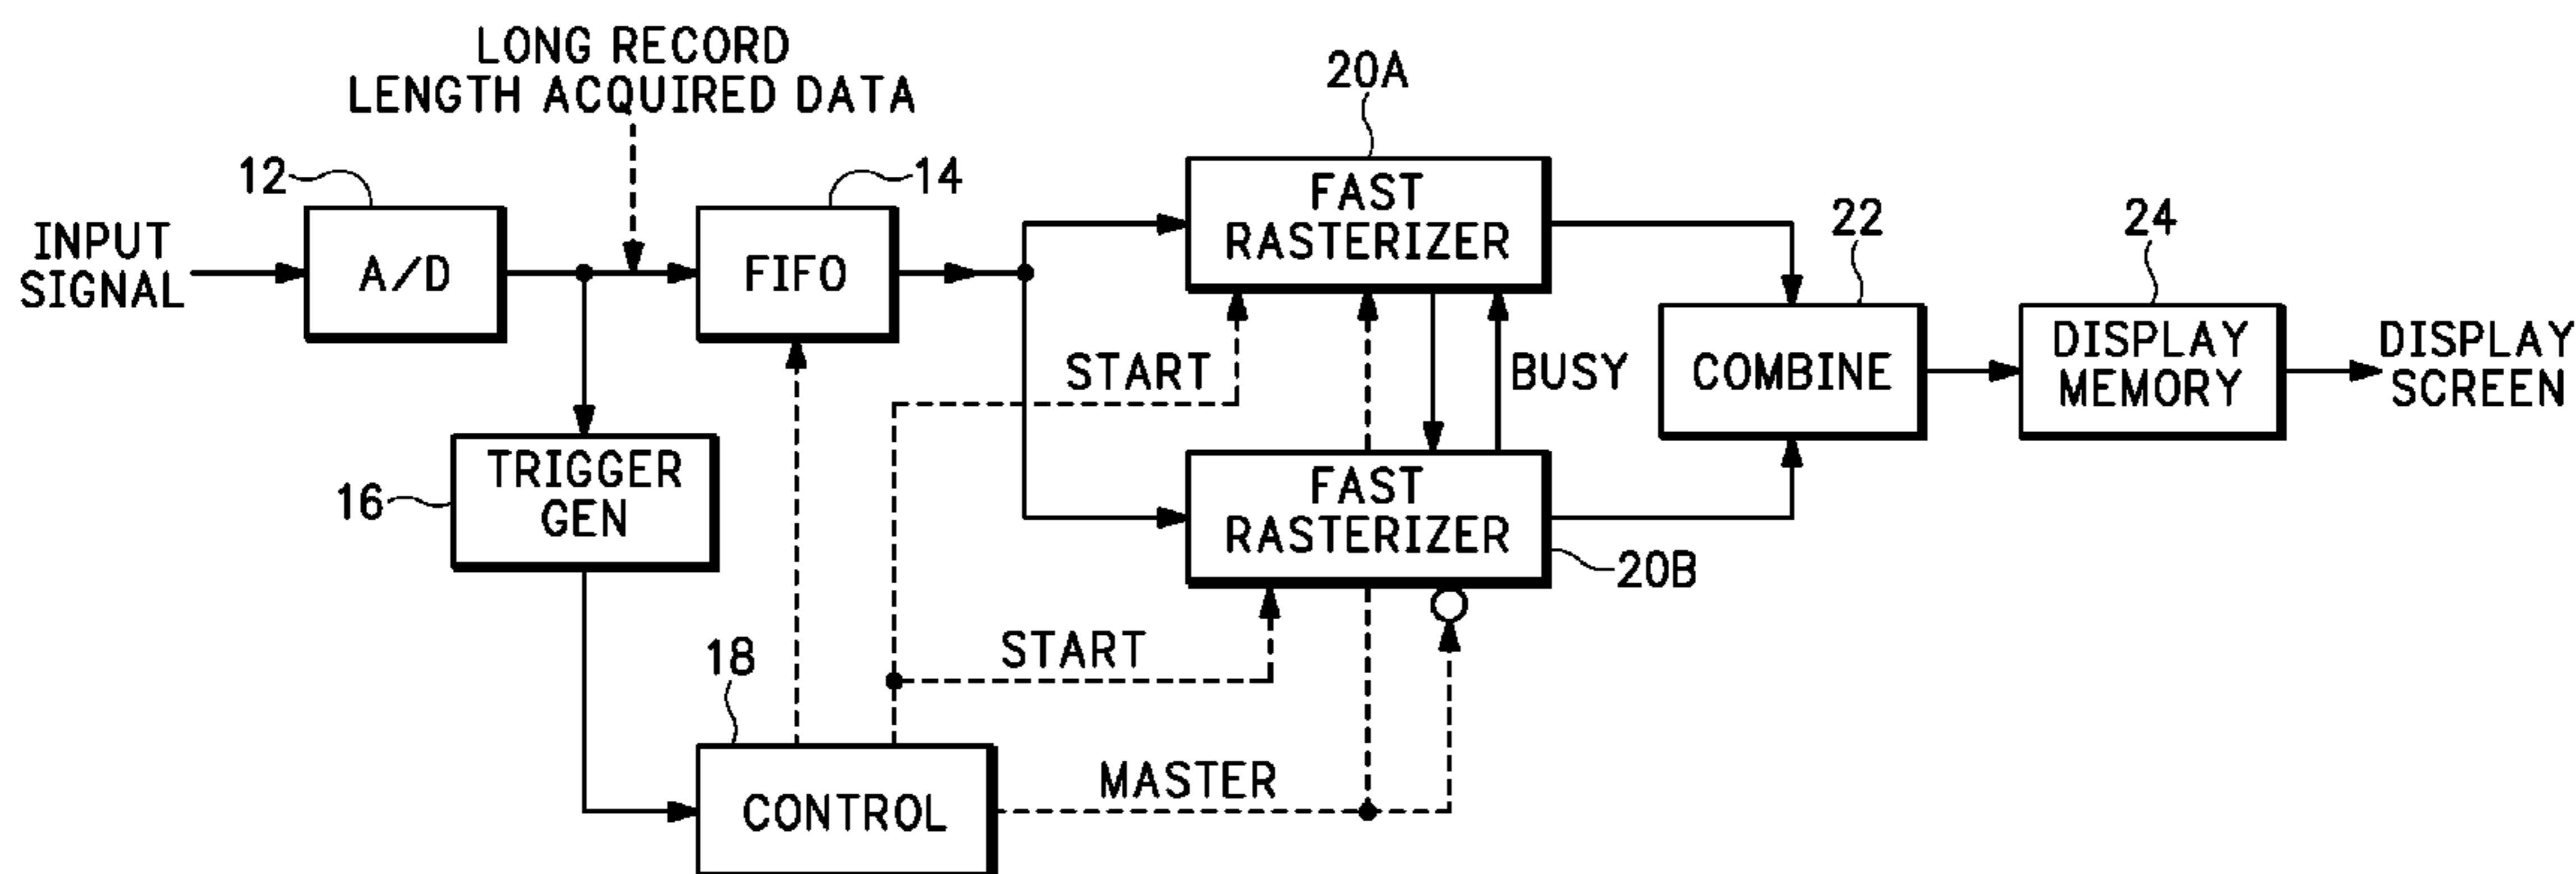 LONG RECORD
LENGTH ACQUIRED DATA
20A
12
14
FAST
RASTERIZER
22
24
INPUT
SIGNAL
A/D
FIFO
START
BUSY
COMBINE
DISPLAY
MEMORY
DISPLAY
SCREEN
16
TRIGGER
GEN
FAST
RASTERIZER
20B
18
START
CONTROL
MASTER